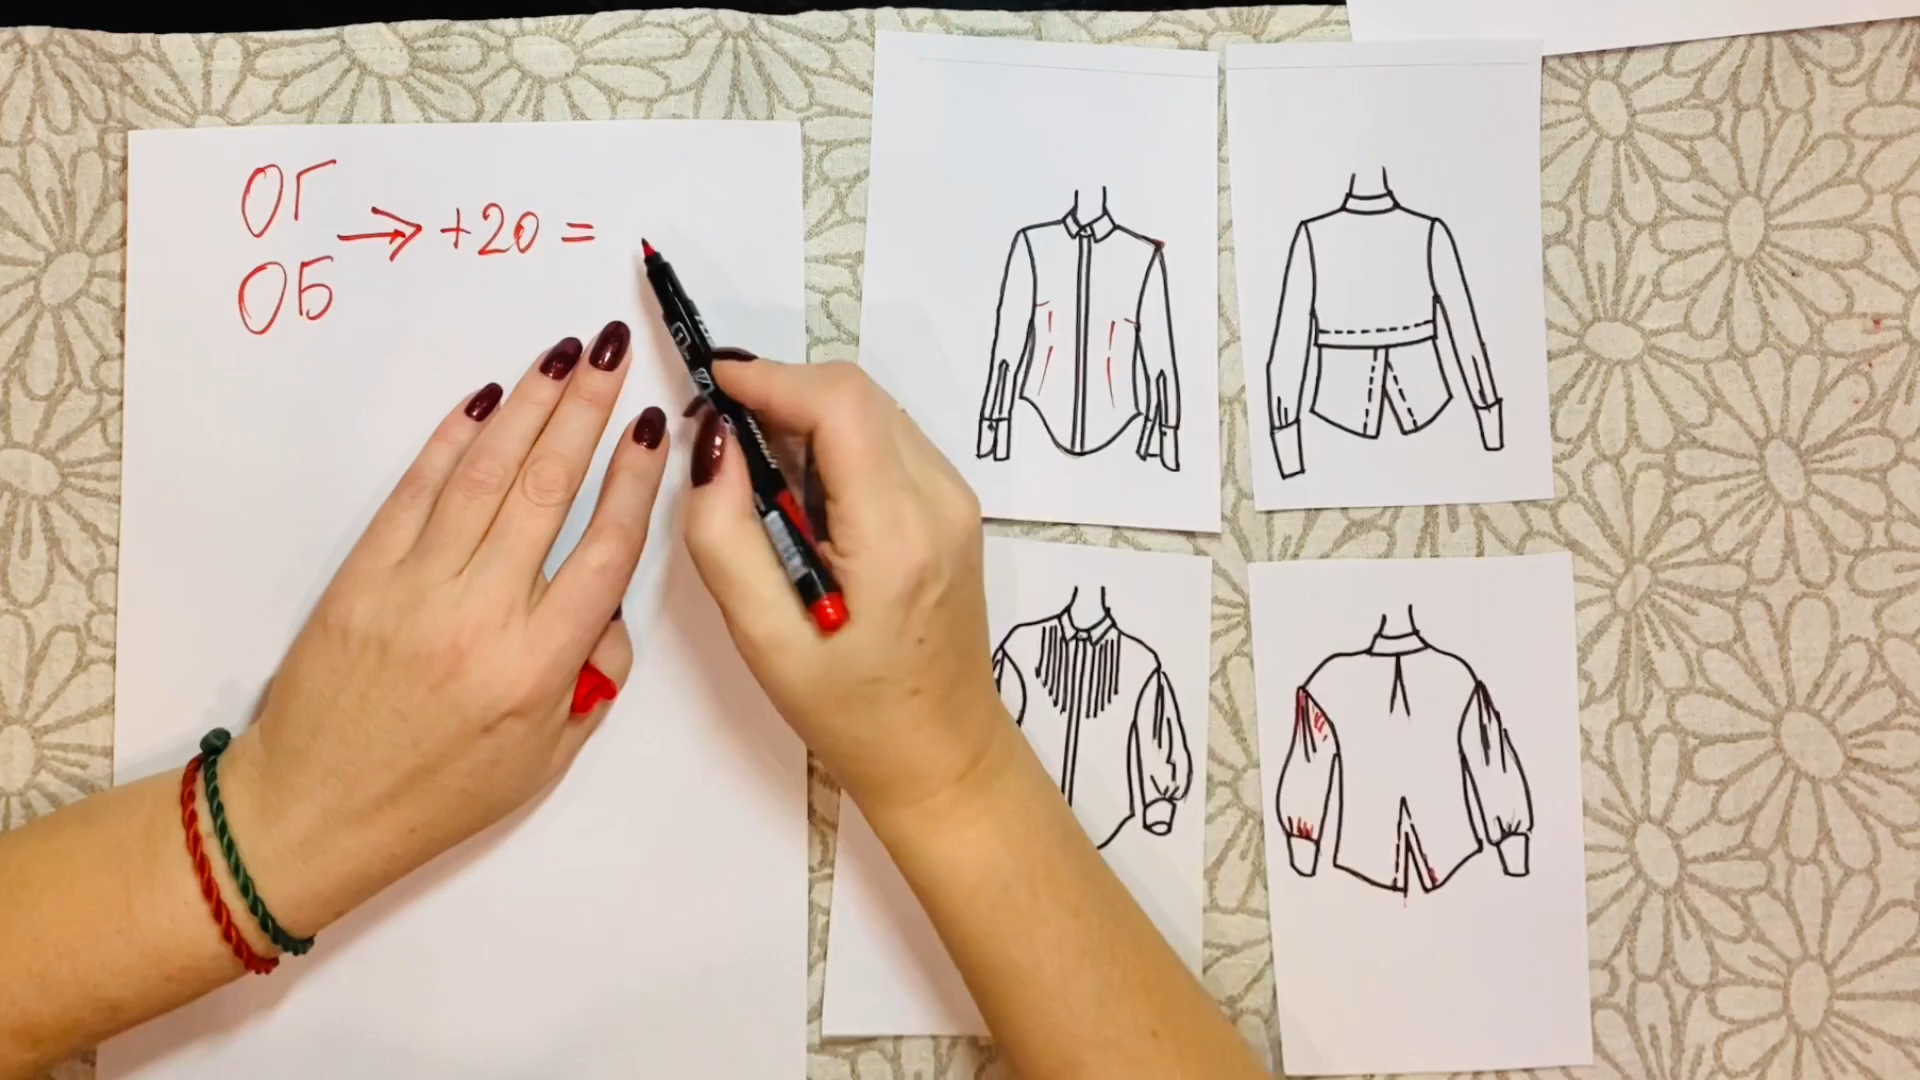 ОГ
→ +20 =
ОБ